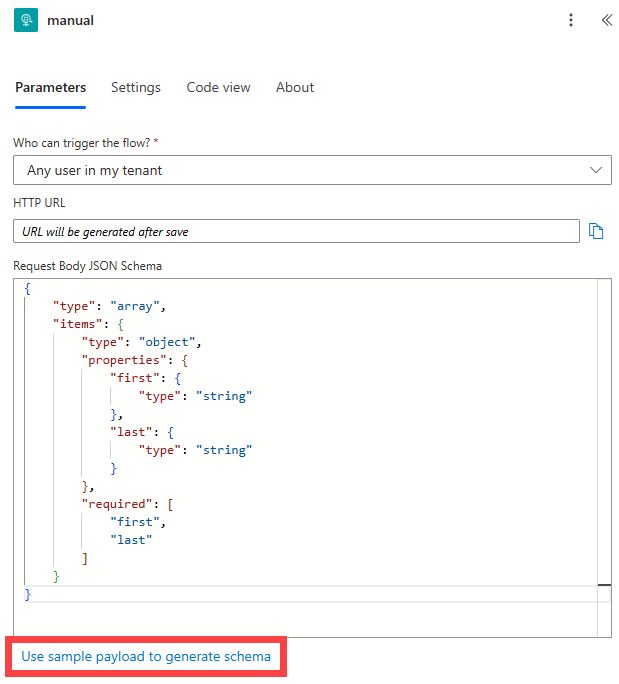 manual
Parameters Settings Code view About
Who can trigger the flow? *
Any user in my tenant
HTTP URL
URL will be generated after save
Request Body JSON Schema
{
    "type": "array",
    "items": {
        "type": "object",
        "properties": {
            "first": {
                "type": "string"
            },
            "last": {
                "type": "string"
            }
        },
        "required": [
            "first",
            "last"
        ]
    }
}
Use sample payload to generate schema